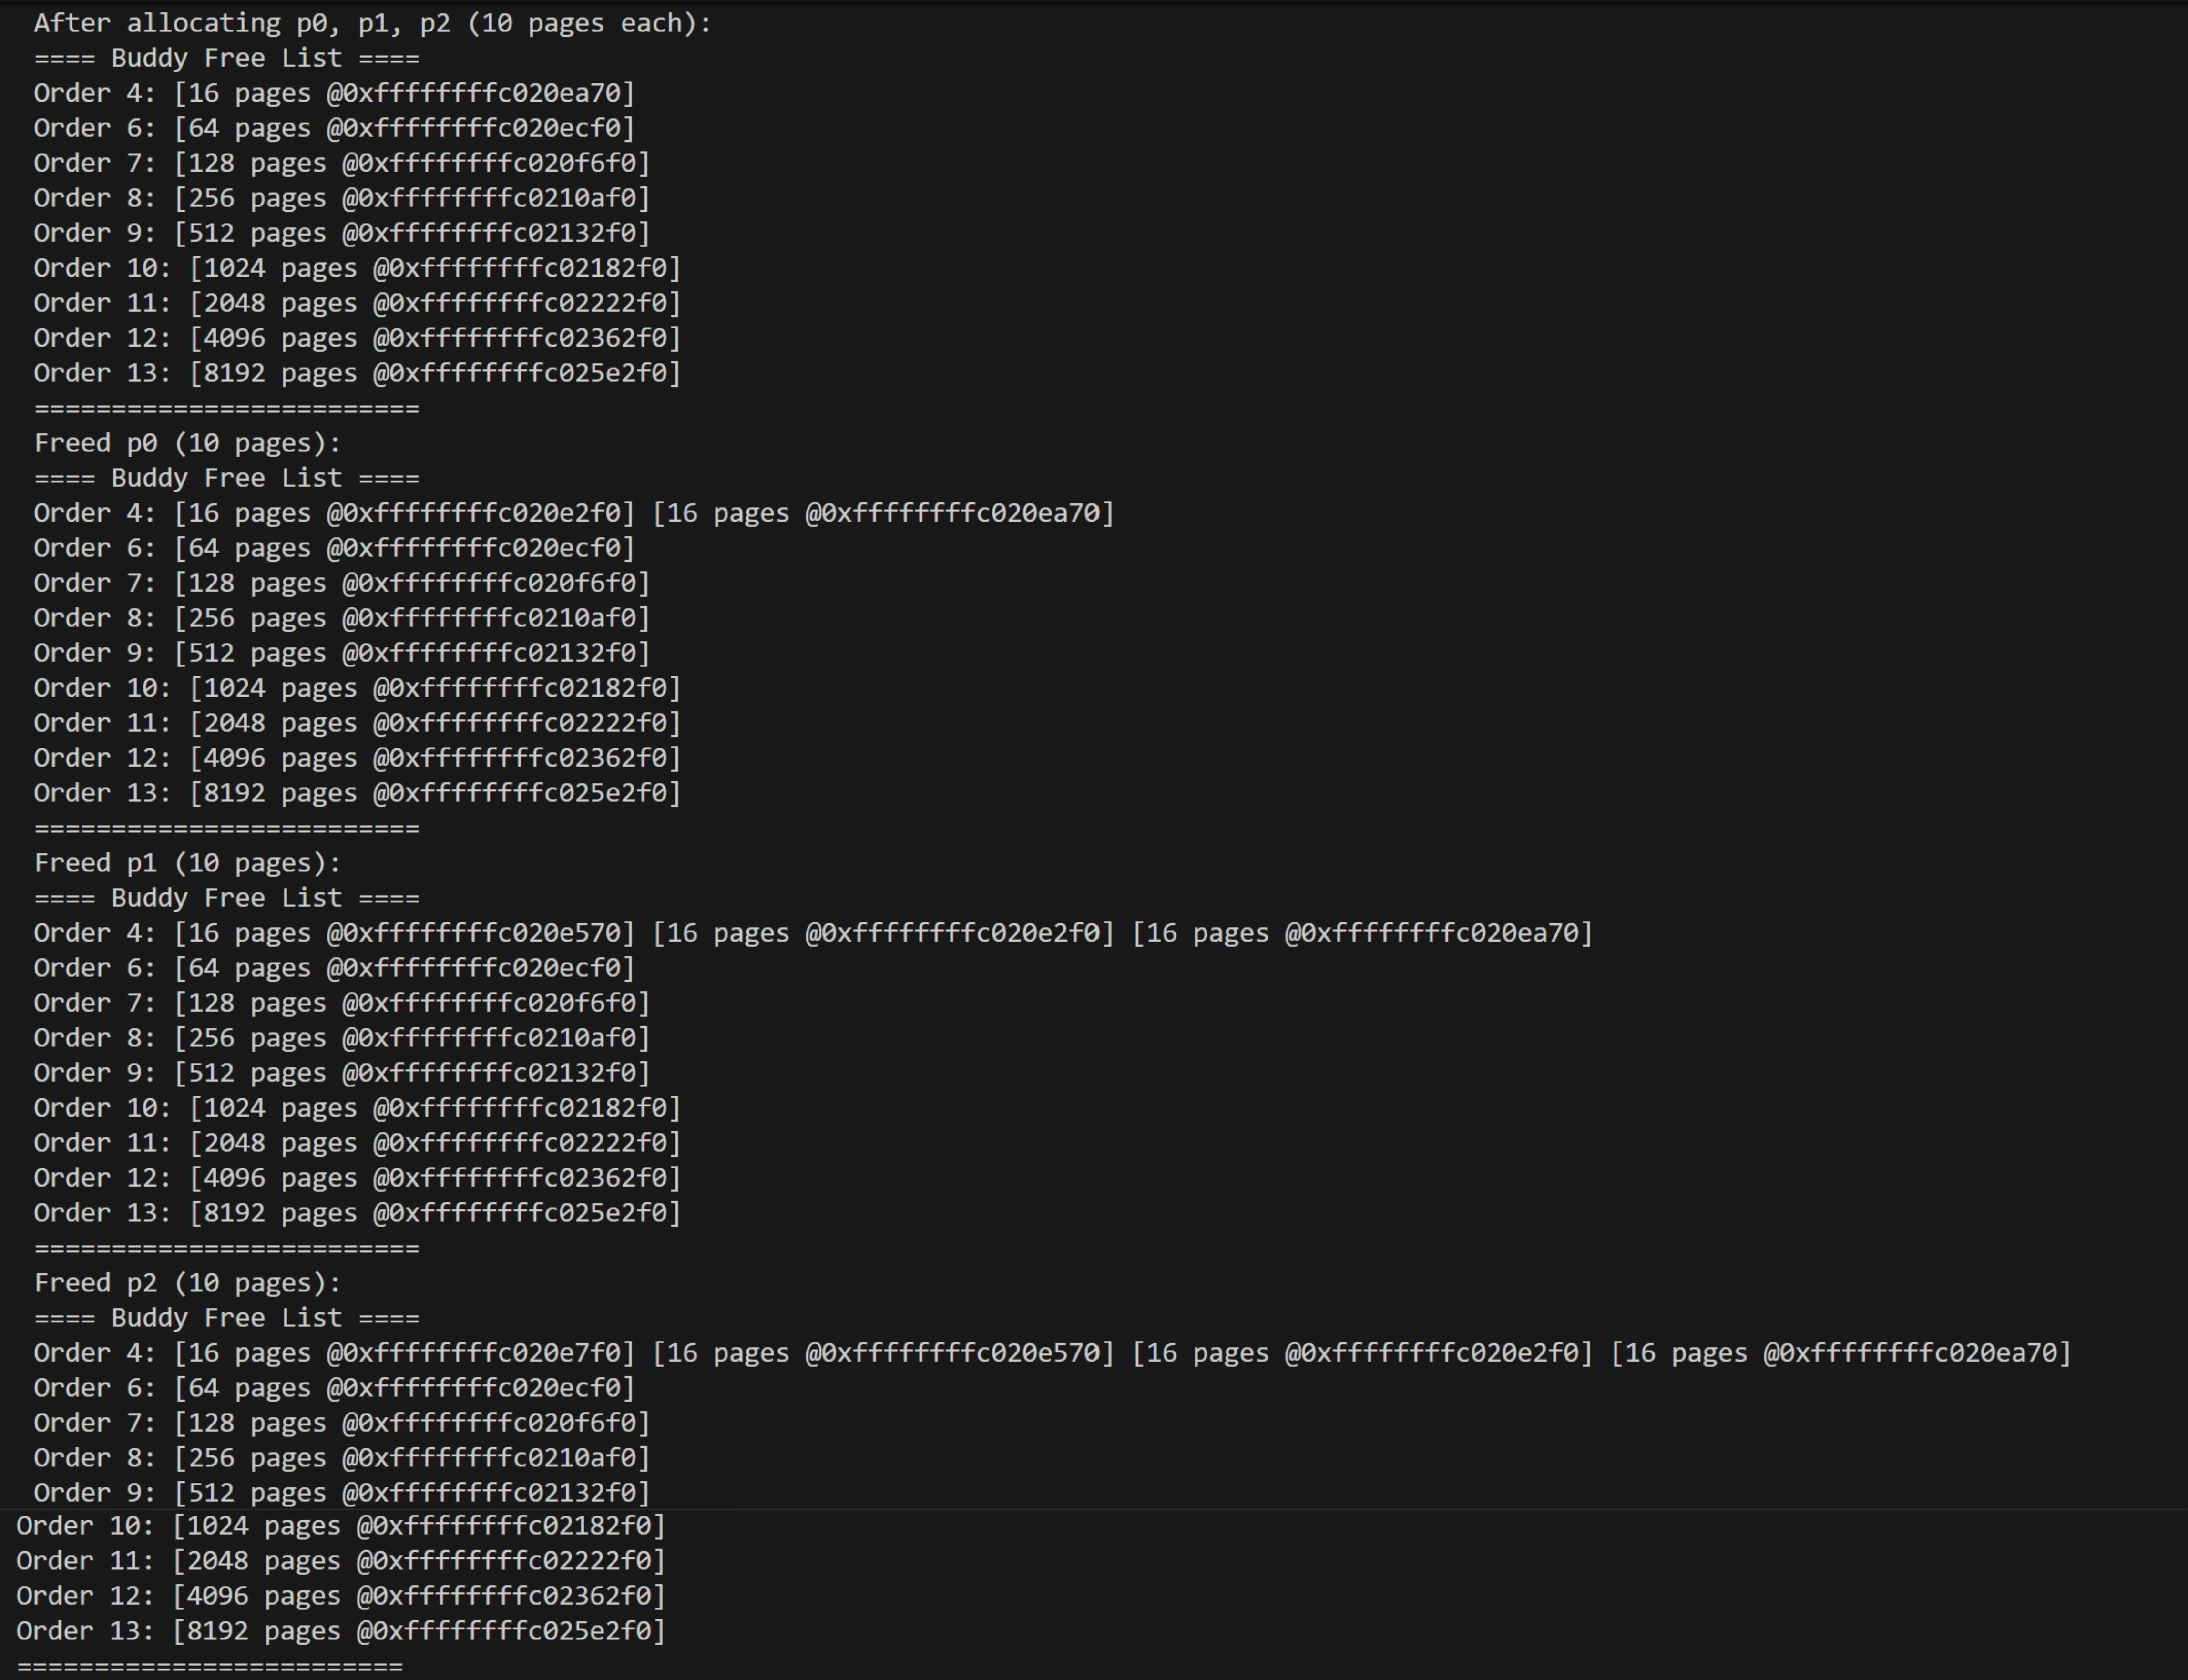 After allocating p0, p1, p2 (10 pages each):
==== Buddy Free List ====
Order 4: [16 pages @0xffffffffc020ea70]
Order 6: [64 pages @0xffffffffc020ecf0]
Order 7: [128 pages @0xffffffffc020f6f0]
Order 8: [256 pages @0xffffffffc0210af0]
Order 9: [512 pages @0xffffffffc02132f0]
Order 10: [1024 pages @0xffffffffc02182f0]
Order 11: [2048 pages @0xffffffffc02222f0]
Order 12: [4096 pages @0xffffffffc02362f0]
Order 13: [8192 pages @0xffffffffc025e2f0]
=========================
Freed p0 (10 pages):
==== Buddy Free List ====
Order 4: [16 pages @0xffffffffc020e2f0] [16 pages @0xffffffffc020ea70]
Order 6: [64 pages @0xffffffffc020ecf0]
Order 7: [128 pages @0xffffffffc020f6f0]
Order 8: [256 pages @0xffffffffc0210af0]
Order 9: [512 pages @0xffffffffc02132f0]
Order 10: [1024 pages @0xffffffffc02182f0]
Order 11: [2048 pages @0xffffffffc02222f0]
Order 12: [4096 pages @0xffffffffc02362f0]
Order 13: [8192 pages @0xffffffffc025e2f0]
=========================
Freed p1 (10 pages):
==== Buddy Free List ====
Order 4: [16 pages @0xffffffffc020e570] [16 pages @0xffffffffc020e2f0] [16 pages @0xffffffffc020ea70]
Order 6: [64 pages @0xffffffffc020ecf0]
Order 7: [128 pages @0xffffffffc020f6f0]
Order 8: [256 pages @0xffffffffc0210af0]
Order 9: [512 pages @0xffffffffc02132f0]
Order 10: [1024 pages @0xffffffffc02182f0]
Order 11: [2048 pages @0xffffffffc02222f0]
Order 12: [4096 pages @0xffffffffc02362f0]
Order 13: [8192 pages @0xffffffffc025e2f0]
=========================
Freed p2 (10 pages):
==== Buddy Free List ====
Order 4: [16 pages @0xffffffffc020e7f0] [16 pages @0xffffffffc020e570] [16 pages @0xffffffffc020e2f0] [16 pages @0xffffffffc020ea70]
Order 6: [64 pages @0xffffffffc020ecf0]
Order 7: [128 pages @0xffffffffc020f6f0]
Order 8: [256 pages @0xffffffffc0210af0]
Order 9: [512 pages @0xffffffffc02132f0]
Order 10: [1024 pages @0xffffffffc02182f0]
Order 11: [2048 pages @0xffffffffc02222f0]
Order 12: [4096 pages @0xffffffffc02362f0]
Order 13: [8192 pages @0xffffffffc025e2f0]
=========================